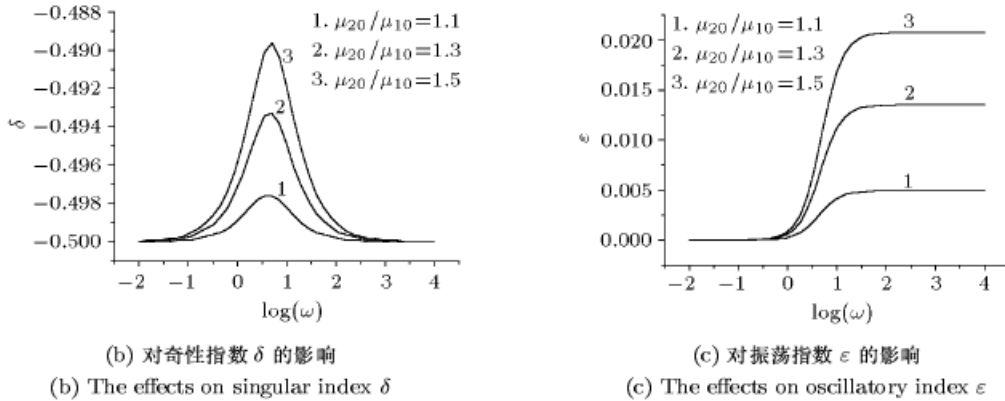 −0.488
−0.490
−0.492
−0.494
−0.496
−0.498
−0.500
δ
1. μ20/μ10=1.1
2. μ20/μ10=1.3
3. μ20/μ10=1.5
3
2
1
−2 −1 0 1 2 3 4
log(ω)
(b) 对奇性指数 δ 的影响
(b) The effects on singular index δ
0.020
0.015
0.010
0.005
0.000
ε
1. μ20/μ10=1.1
2. μ20/μ10=1.3
3. μ20/μ10=1.5
3
2
1
−2 −1 0 1 2 3 4
log(ω)
(c) 对振荡指数 ε 的影响
(c) The effects on oscillatory index ε